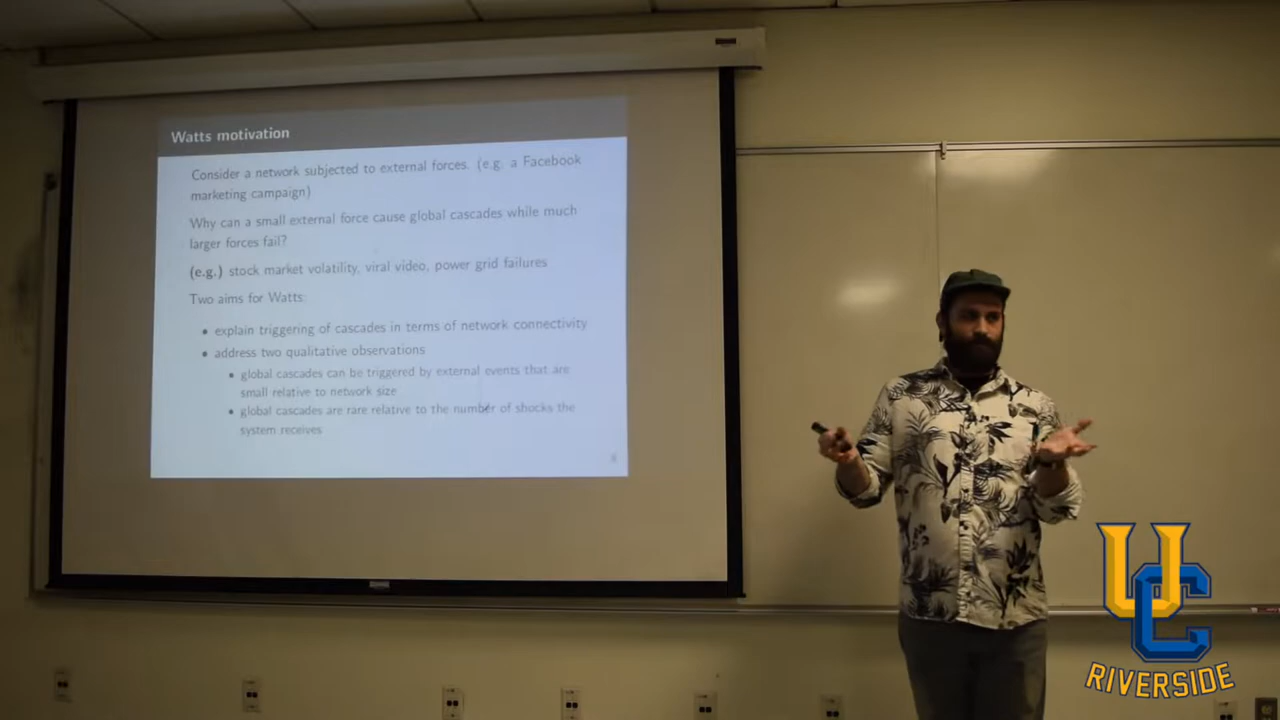 Watts motivation
Consider a network subjected to external forces. (e.g. a Facebook
marketing campaign)
Why can a small external force cause global cascades while much
larger forces fail?
(e.g.) stock market volatility, viral video, power grid failures
Two aims for Watts:
• explain triggering of cascades in terms of network connectivity
• address two qualitative observations
• global cascades can be triggered by external events that are
small relative to network size
• global cascades are rare relative to the number of shocks the
system receives
UC
RIVERSIDE